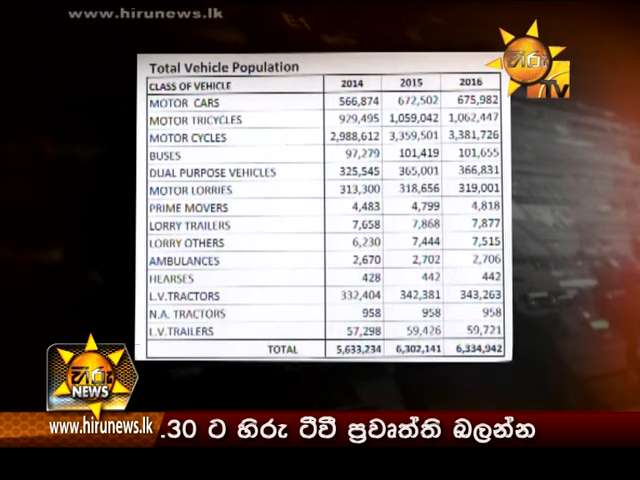 www.hirunews.lk
හිරු
TV
Total Vehicle Population
CLASS OF VEHICLE 2014 2015 2016
MOTOR CARS 566,874 672,502 675,982
MOTOR TRICYCLES 929,495 1,059,042 1,062,447
MOTOR CYCLES 2,988,612 3,359,501 3,381,726
BUSES 97,279 101,419 101,655
DUAL PURPOSE VEHICLES 325,545 365,001 366,831
MOTOR LORRIES 313,300 318,656 319,001
PRIME MOVERS 4,483 4,799 4,818
LORRY TRAILERS 7,658 7,868 7,877
LORRY OTHERS 6,230 7,444 7,515
AMBULANCES 2,670 2,702 2,706
HEARSES 428 442 442
L.V.TRACTORS 332,404 342,381 343,263
N.A. TRACTORS 958 958 958
L.V.TRAILERS 57,298 59,426 59,721
TOTAL 5,633,234 6,302,141 6,334,942
හිරු
NEWS
www.hirunews.lk .30 ට හිරු ටීවී ප්‍රවෘත්ති බලන්න